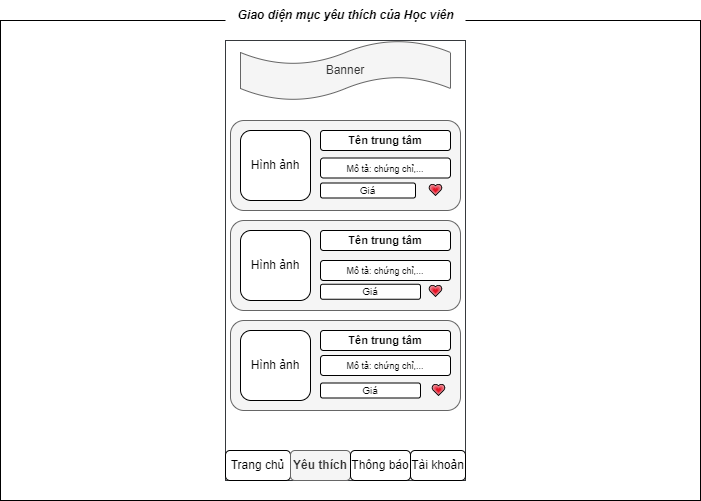 Giao diện mục yêu thích của Học viên
Banner
Hình ảnh
Tên trung tâm
Mô tả: chứng chỉ,...
Giá
Hình ảnh
Tên trung tâm
Mô tả: chứng chỉ,...
Giá
Hình ảnh
Tên trung tâm
Mô tả: chứng chỉ,...
Giá
Trang chủ Yêu thích Thông báo Tài khoản